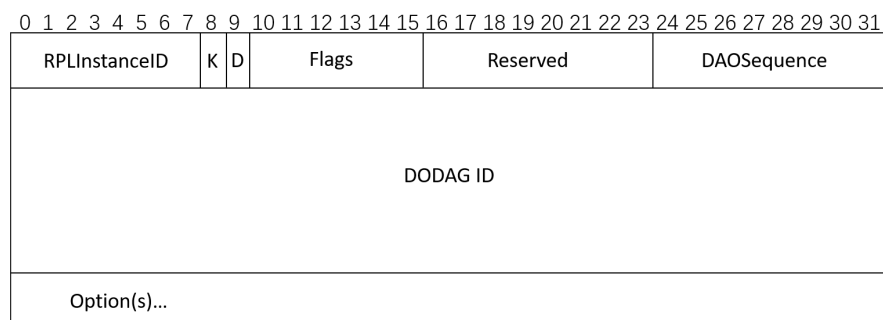 0 1 2 3 4 5 6 7 8 9 10 11 12 13 14 15 16 17 18 19 20 21 22 23 24 25 26 27 28 29 30 31
RPLInstanceID K D Flags Reserved DAOSequence
DODAG ID
Option(s)...